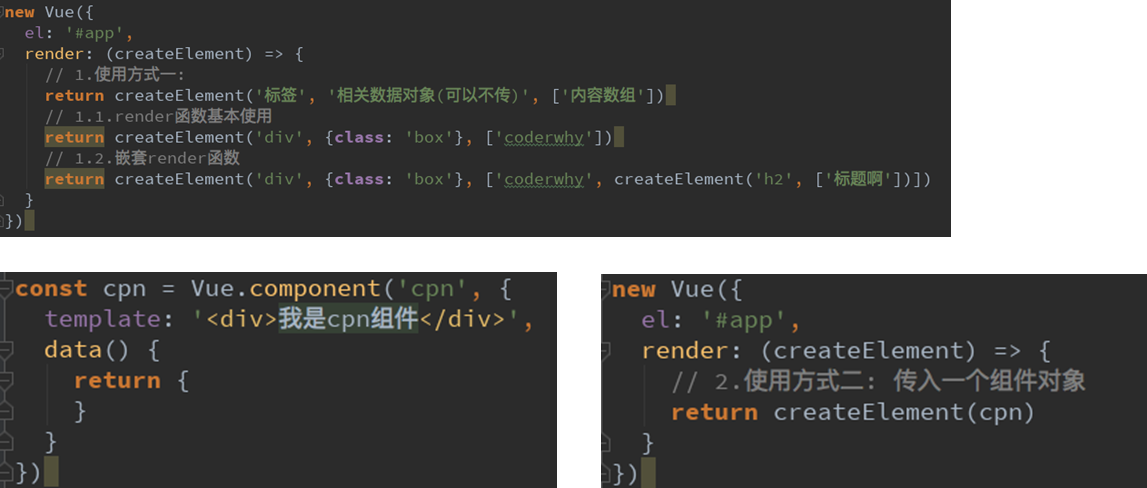 new Vue({
  el: '#app',
  render: (createElement) => {
    // 1.使用方式一:
    return createElement('标签', '相关数据对象(可以不传)', ['内容数组'])
    // 1.1.render函数基本使用
    return createElement('div', {class: 'box'}, ['coderwhy'])
    // 1.2.嵌套render函数
    return createElement('div', {class: 'box'}, ['coderwhy', createElement('h2', ['标题啊'])])
  }
})
const cpn = Vue.component('cpn', {
  template: '<div>我是cpn组件</div>',
  data() {
    return {
    }
  }
})
new Vue({
  el: '#app',
  render: (createElement) => {
    // 2.使用方式二: 传入一个组件对象
    return createElement(cpn)
  }
})